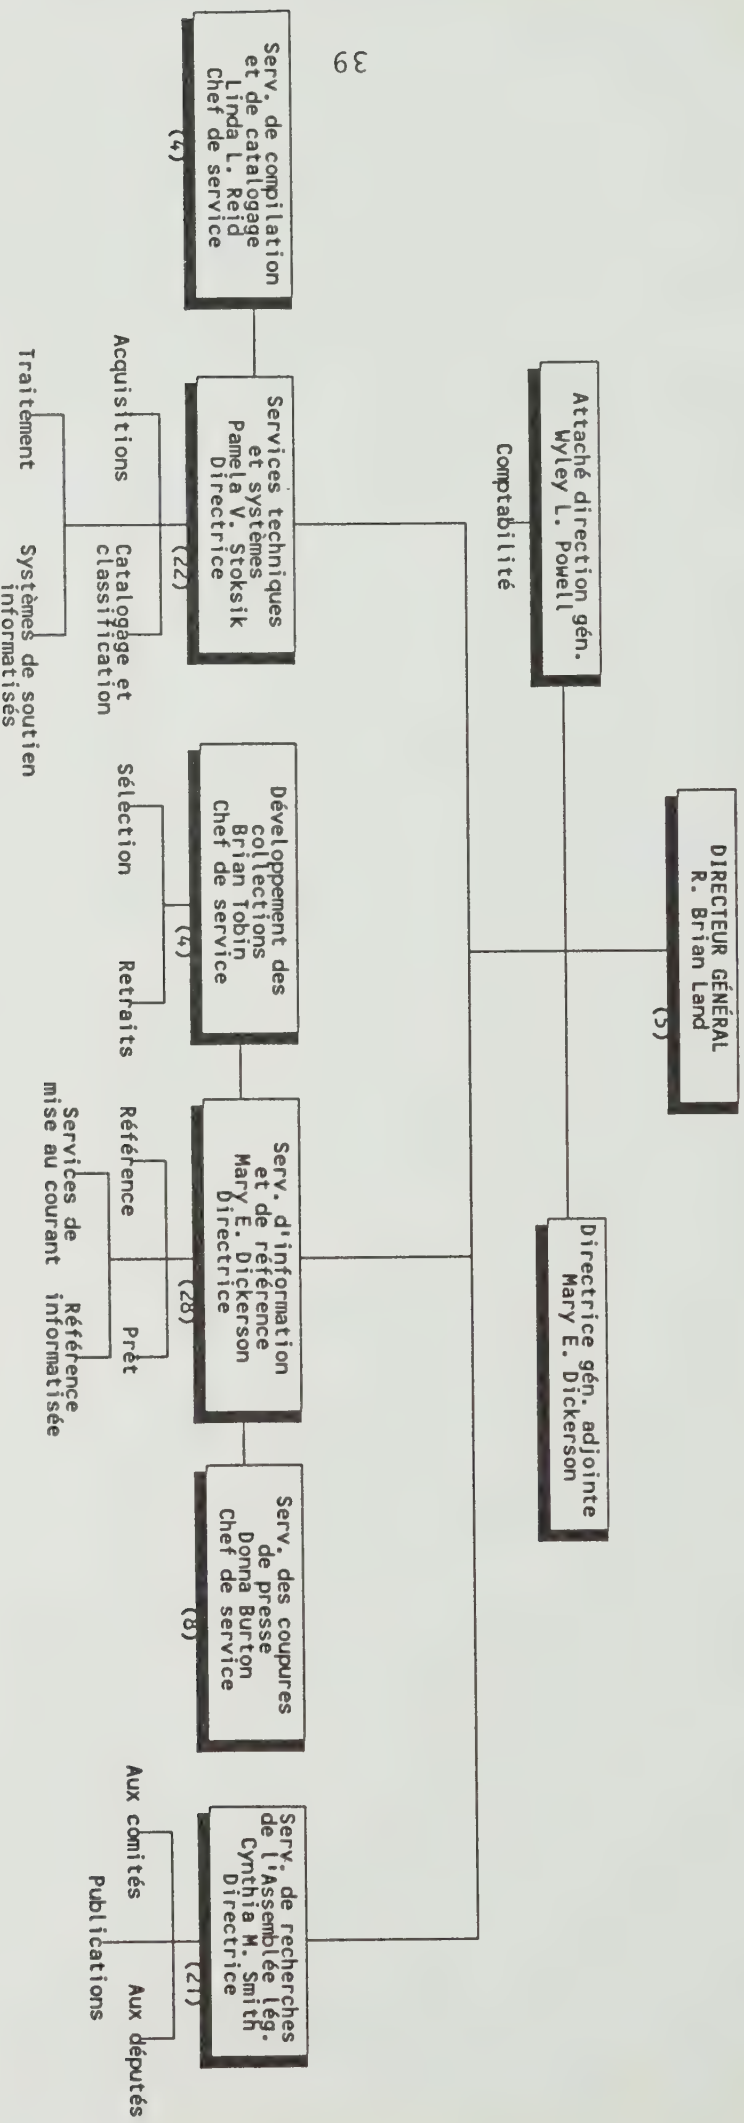 DIRECTEUR GÉNÉRAL
R. Brian Land
(5)
Attaché direction gén.
Wyley L. Powell
Comptabilité
Directrice gén. adjointe
Mary E. Dickerson
Serv. de compilation
et de catalogage
Linda L. Reid
Chef de service
(4)
Services techniques
et systèmes
Pamela V. Stoksik
Directrice
(22)
Acquisitions
Catalogage et
classification
Traitement
Systèmes de soutien
informatisés
Développement des
collections
Brian Tobin
Chef de service
(4)
Sélection
Retraits
Serv. d'information
et de référence
Mary E. Dickerson
Directrice
(28)
Référence
Prêt
Services de
mise au courant
Référence
informatisée
Serv. des coupures
de presse
Donna Burton
Chef de service
(8)
Serv. de recherches
de l'Assemblée lég.
Cynthia M. Smith
Directrice
(21)
Aux comités
Aux députés
Publications
39